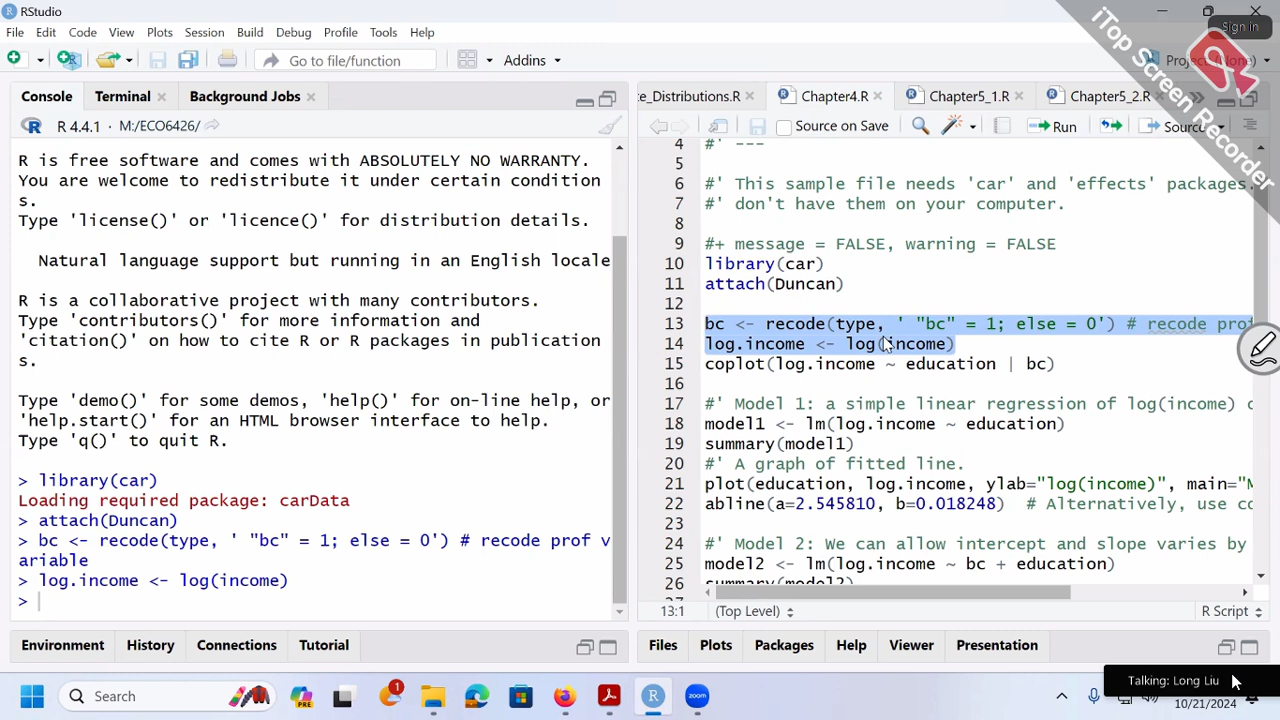 RStudio
File Edit Code View Plots Session Build Debug Profile Tools Help
Sign in
Go to file/function
Addins
Project: (None)
iTop Screen Recorder
Console Terminal Background Jobs
R 4.4.1 · M:/ECO6426/
R is free software and comes with ABSOLUTELY NO WARRANTY.
You are welcome to redistribute it under certain condition
s.
Type 'license()' or 'licence()' for distribution details.
Natural language support but running in an English locale
R is a collaborative project with many contributors.
Type 'contributors()' for more information and
'citation()' on how to cite R or R packages in publication
s.
Type 'demo()' for some demos, 'help()' for on-line help, or
'help.start()' for an HTML browser interface to help.
Type 'q()' to quit R.
> library(car)
Loading required package: carData
> attach(Duncan)
> bc <- recode(type, ' "bc" = 1; else = 0') # recode prof v
ariable
> log.income <- log(income)
>
e_Distributions.R Chapter4.R Chapter5_1.R Chapter5_2.R
Source on Save
Run
Source
4 #' ---
5
6 #' This sample file needs 'car' and 'effects' packages.
7 #' don't have them on your computer.
8
9 #+ message = FALSE, warning = FALSE
10 library(car)
11 attach(Duncan)
12
13 bc <- recode(type, ' "bc" = 1; else = 0') # recode prof
14 log.income <- log(income)
15 coplot(log.income ~ education | bc)
16
17 #' Model 1: a simple linear regression of log(income) o
18 model1 <- lm(log.income ~ education)
19 summary(model1)
20 #' A graph of fitted line.
21 plot(education, log.income, ylab="log(income)", main="M
22 abline(a=2.545810, b=0.018248) # Alternatively, use co
23
24 #' Model 2: We can allow intercept and slope varies by
25 model2 <- lm(log.income ~ bc + education)
26 summary(model2)
13:1 (Top Level) R Script
Environment History Connections Tutorial
Files Plots Packages Help Viewer Presentation
Talking: Long Liu
Search
PRE
1
zoom
10/21/2024